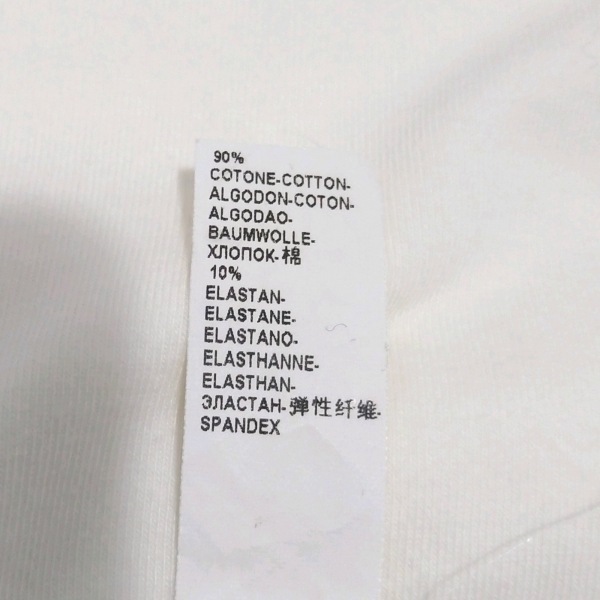 90%
COTONE-COTTON-
ALGODON-COTON-
ALGODAO-
BAUMWOLLE-
ХЛОПОК-棉
10%
ELASTAN-
ELASTANE-
ELASTANO-
ELASTHANNE-
ELASTHAN-
ЭЛАСТАН-弹性纤维-
SPANDEX